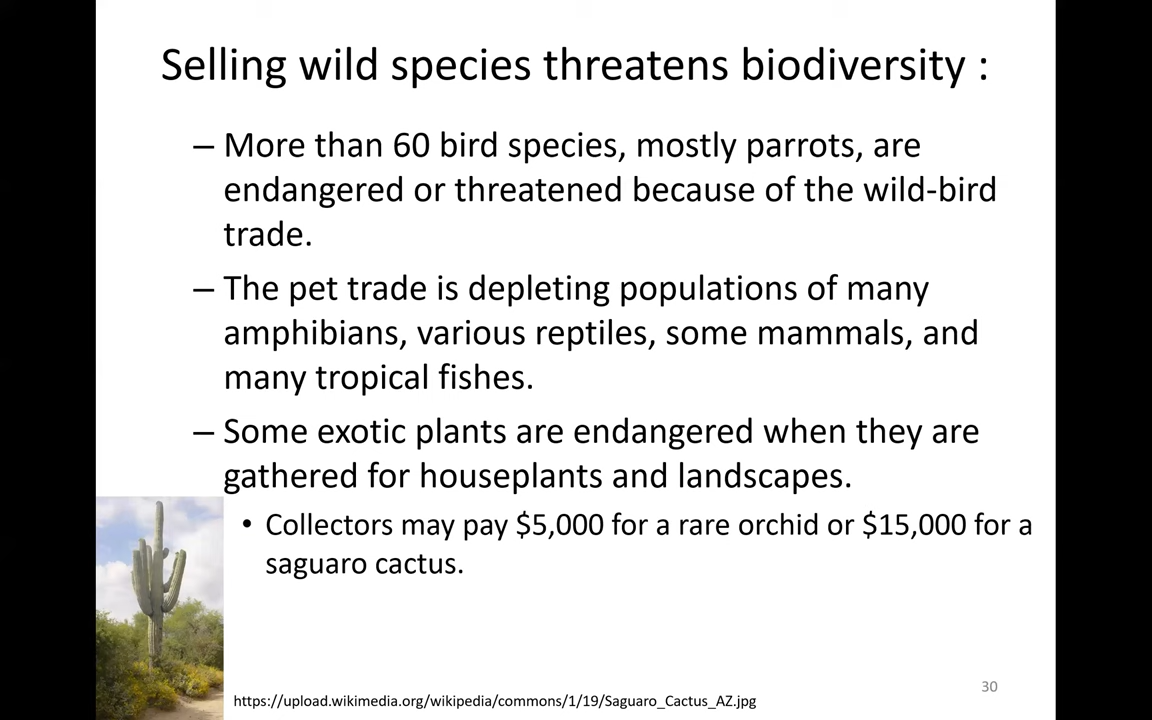 Selling wild species threatens biodiversity :
– More than 60 bird species, mostly parrots, are
endangered or threatened because of the wild-bird
trade.
– The pet trade is depleting populations of many
amphibians, various reptiles, some mammals, and
many tropical fishes.
– Some exotic plants are endangered when they are
gathered for houseplants and landscapes.
• Collectors may pay $5,000 for a rare orchid or $15,000 for a
saguaro cactus.
30
https://upload.wikimedia.org/wikipedia/commons/1/19/Saguaro_Cactus_AZ.jpg